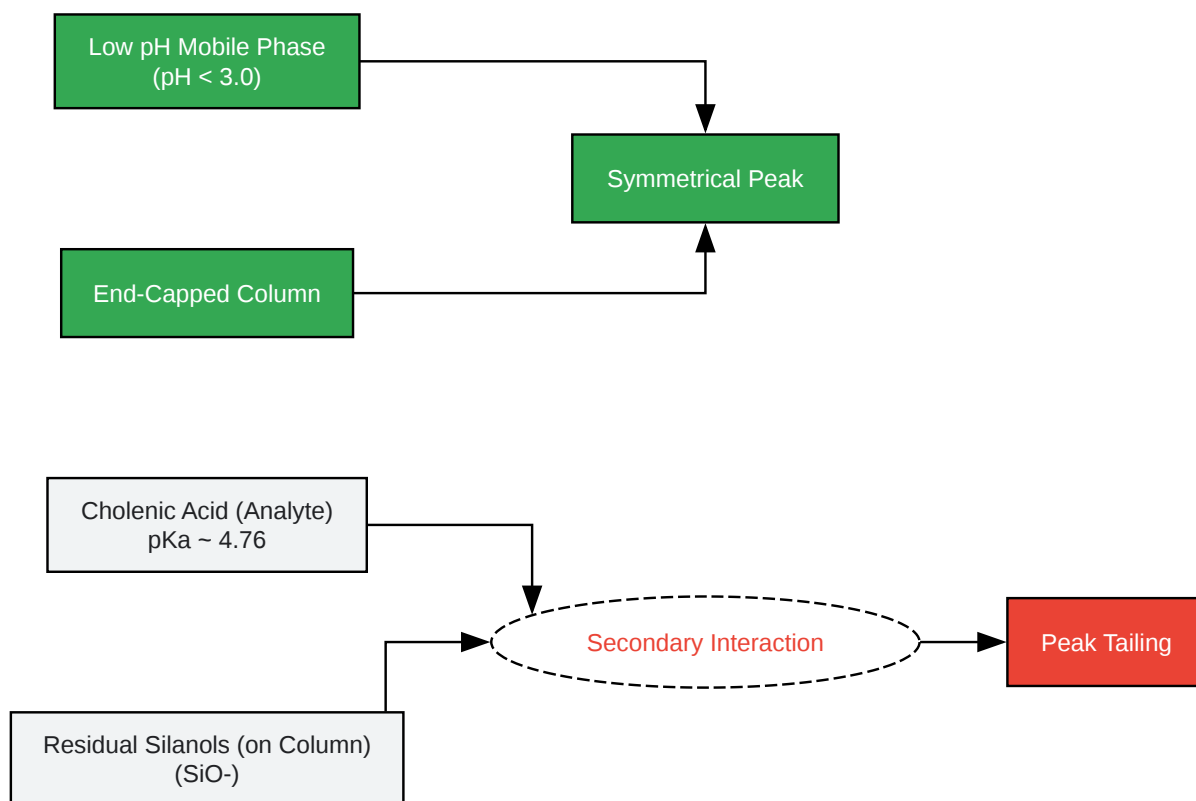 Low pH Mobile Phase
(pH < 3.0)
Symmetrical Peak
End-Capped Column
Cholenic Acid (Analyte)
pKa ~ 4.76
Secondary Interaction
Peak Tailing
Residual Silanols (on Column)
(SiO-)